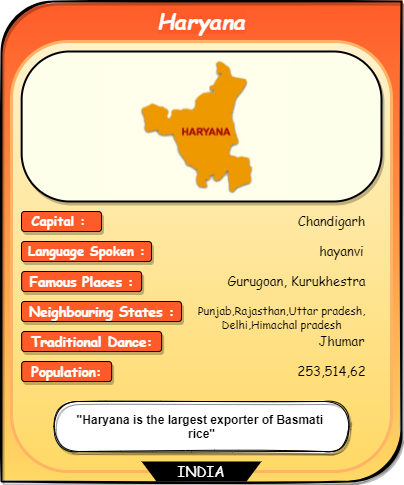 Haryana
HARYANA
Capital : Chandigarh
Language Spoken : hayanvi
Famous Places : Gurugoan, Kurukhestra
Neighbouring States : Punjab,Rajasthan,Uttar pradesh,
Delhi,Himachal pradesh
Traditional Dance: Jhumar
Population: 253,514,62
"Haryana is the largest exporter of Basmati
rice"
INDIA